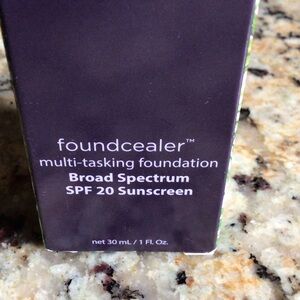 foundcealer™
multi-tasking foundation
Broad Spectrum
SPF 20 Sunscreen
net 30 mL / 1 Fl. Oz.